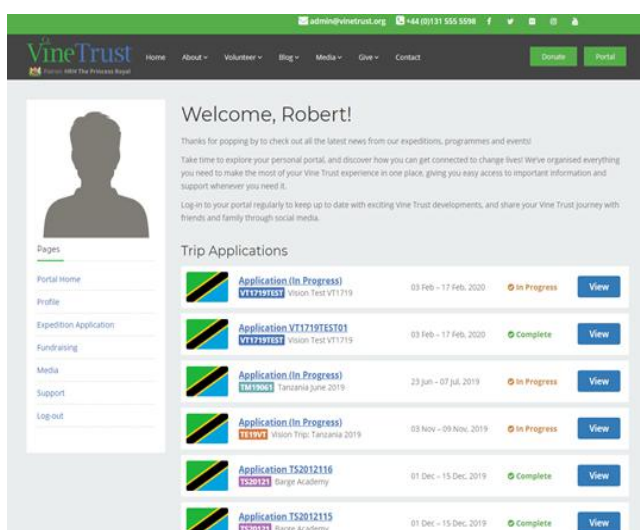 admin@vinetrust.org +44 (0)131 555 5598
VineTrust
Patron HRH The Princess Royal
Home About Volunteer Blog Media Give Contact Donate Portal
Welcome, Robert!
Thanks for popping by to check out all the latest news from our expeditions, programmes and events!
Take time to explore your personal portal, and discover how you can get connected to change lives! We've organised everything
you need to make the most of your Vine Trust experience in one place, giving you easy access to important information and
support whenever you need it.
Log-in to your portal regularly to keep up to date with exciting Vine Trust developments, and share your Vine Trust journey with
friends and family through social media.
Pages
Portal Home
Profile
Expedition Application
Fundraising
Media
Support
Log-out
Trip Applications
Application (In Progress)
VT1719TEST Vision Test VT1719
03 Feb – 17 Feb, 2020 In Progress View
Application VT1719TEST01
VT1719TEST Vision Test VT1719
03 Feb – 17 Feb, 2020 Complete View
Application (In Progress)
TM19061 Tanzania June 2019
23 Jun – 07 Jul, 2019 In Progress View
Application (In Progress)
TE19VT Vision Trip: Tanzania 2019
03 Nov – 09 Nov, 2019 In Progress View
Application TS2012116
TS20121 Barge Academy
01 Dec – 15 Dec, 2019 Complete View
Application TS2012115
TS20121 Barge Academy
01 Dec – 15 Dec, 2019 Complete View